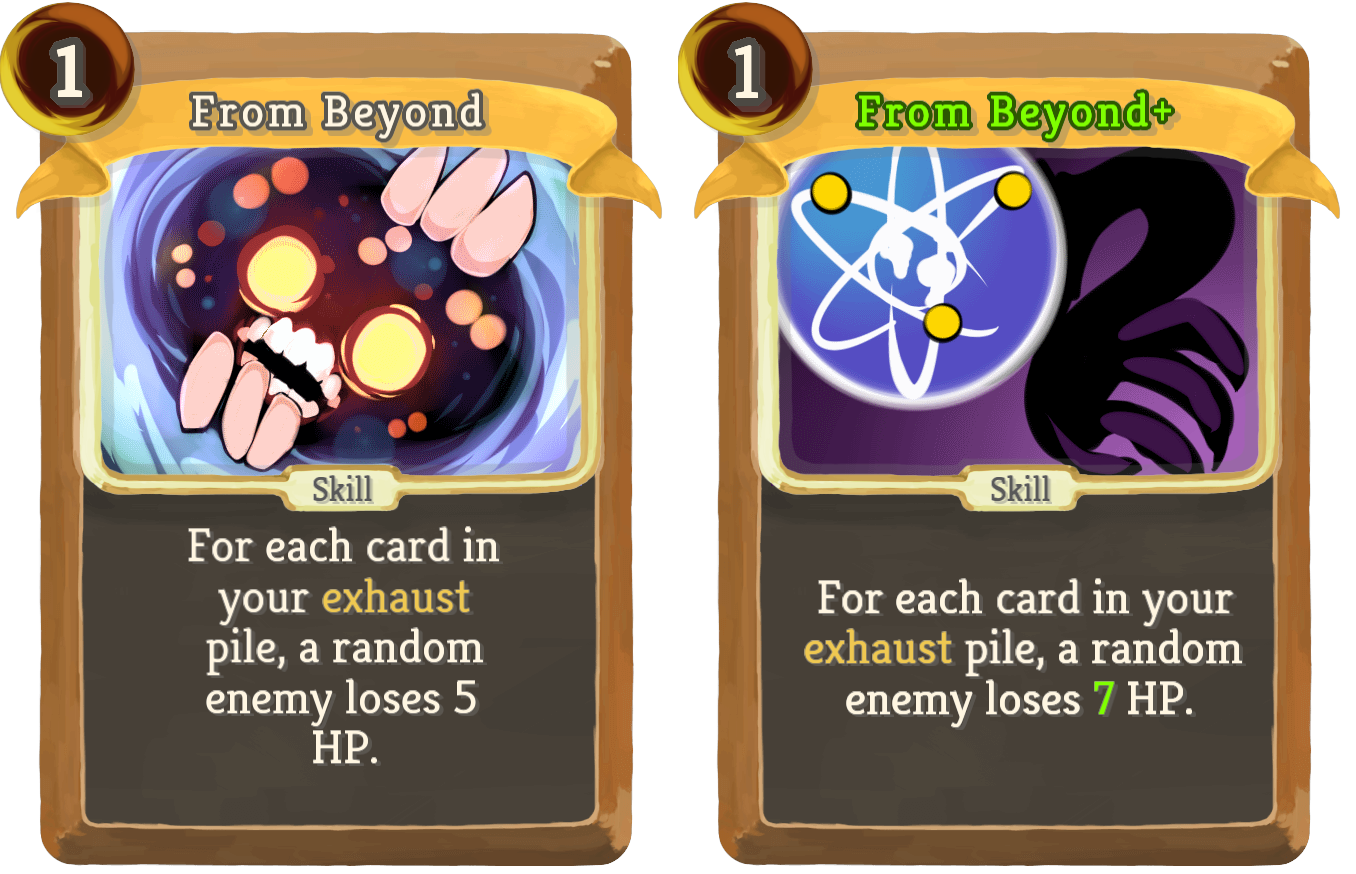 1
From Beyond
Skill
For each card in
your exhaust
pile, a random
enemy loses 5
HP.
1
From Beyond+
Skill
For each card in your
exhaust pile, a random
enemy loses 7 HP.